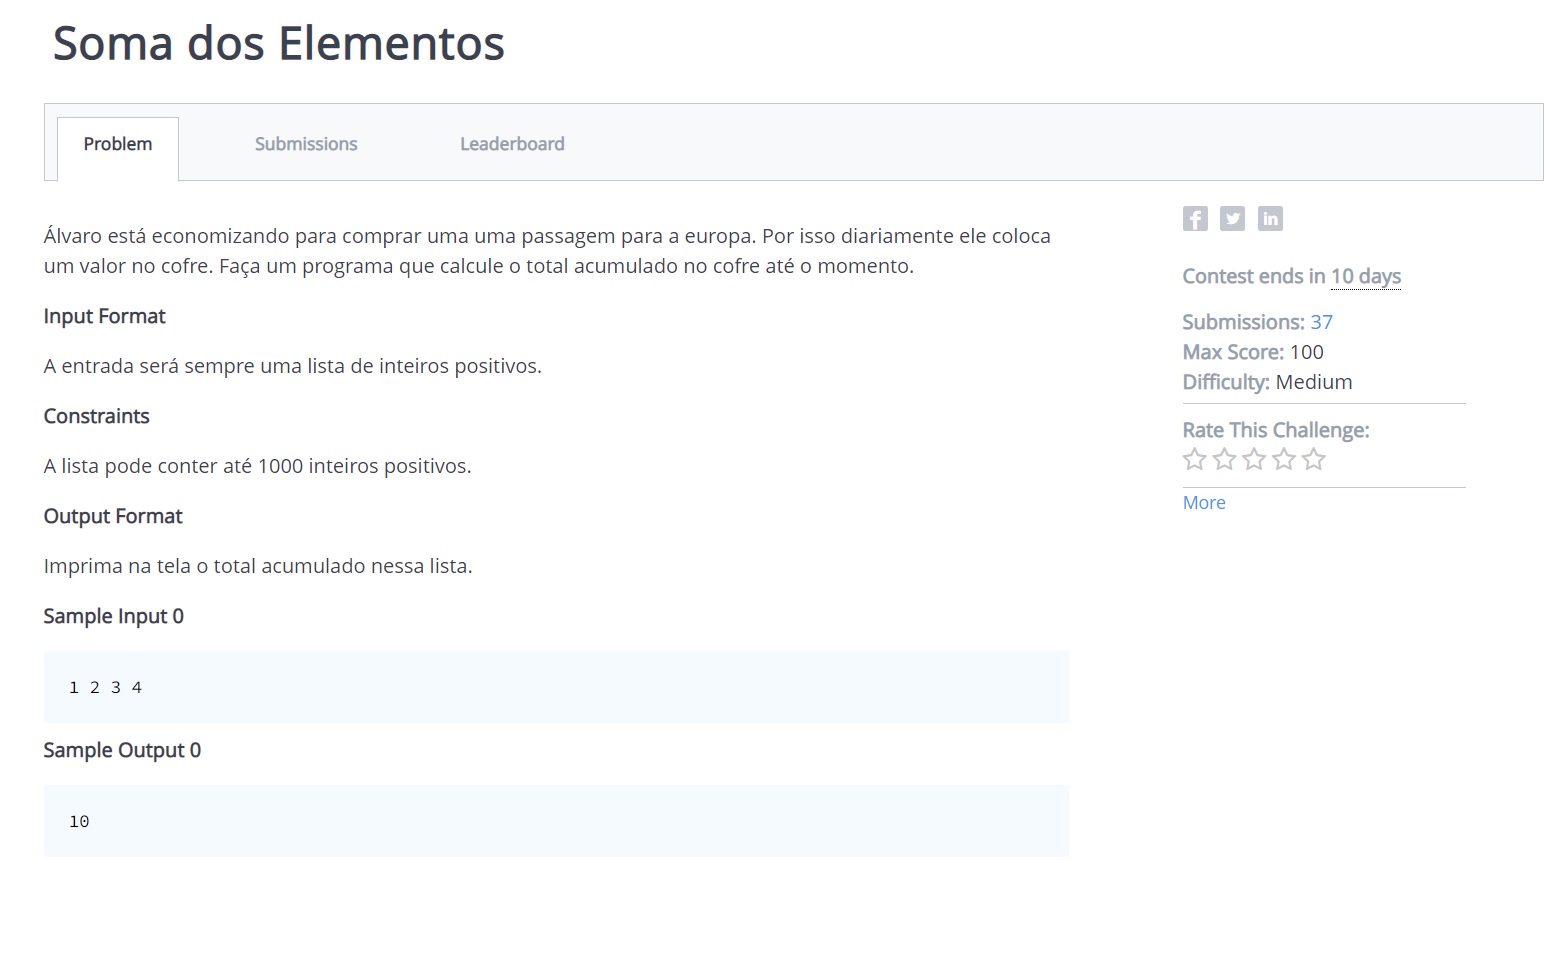 Soma dos Elementos
Problem
Submissions
Leaderboard
Álvaro está economizando para comprar uma uma passagem para a europa. Por isso diariamente ele coloca
um valor no cofre. Faça um programa que calcule o total acumulado no cofre até o momento.
Input Format
A entrada será sempre uma lista de inteiros positivos.
Constraints
A lista pode conter até 1000 inteiros positivos.
Output Format
Imprima na tela o total acumulado nessa lista.
Sample Input 0
1 2 3 4
Sample Output 0
10
f
in
Contest ends in 10 days
Submissions: 37
Max Score: 100
Difficulty: Medium
Rate This Challenge:
More